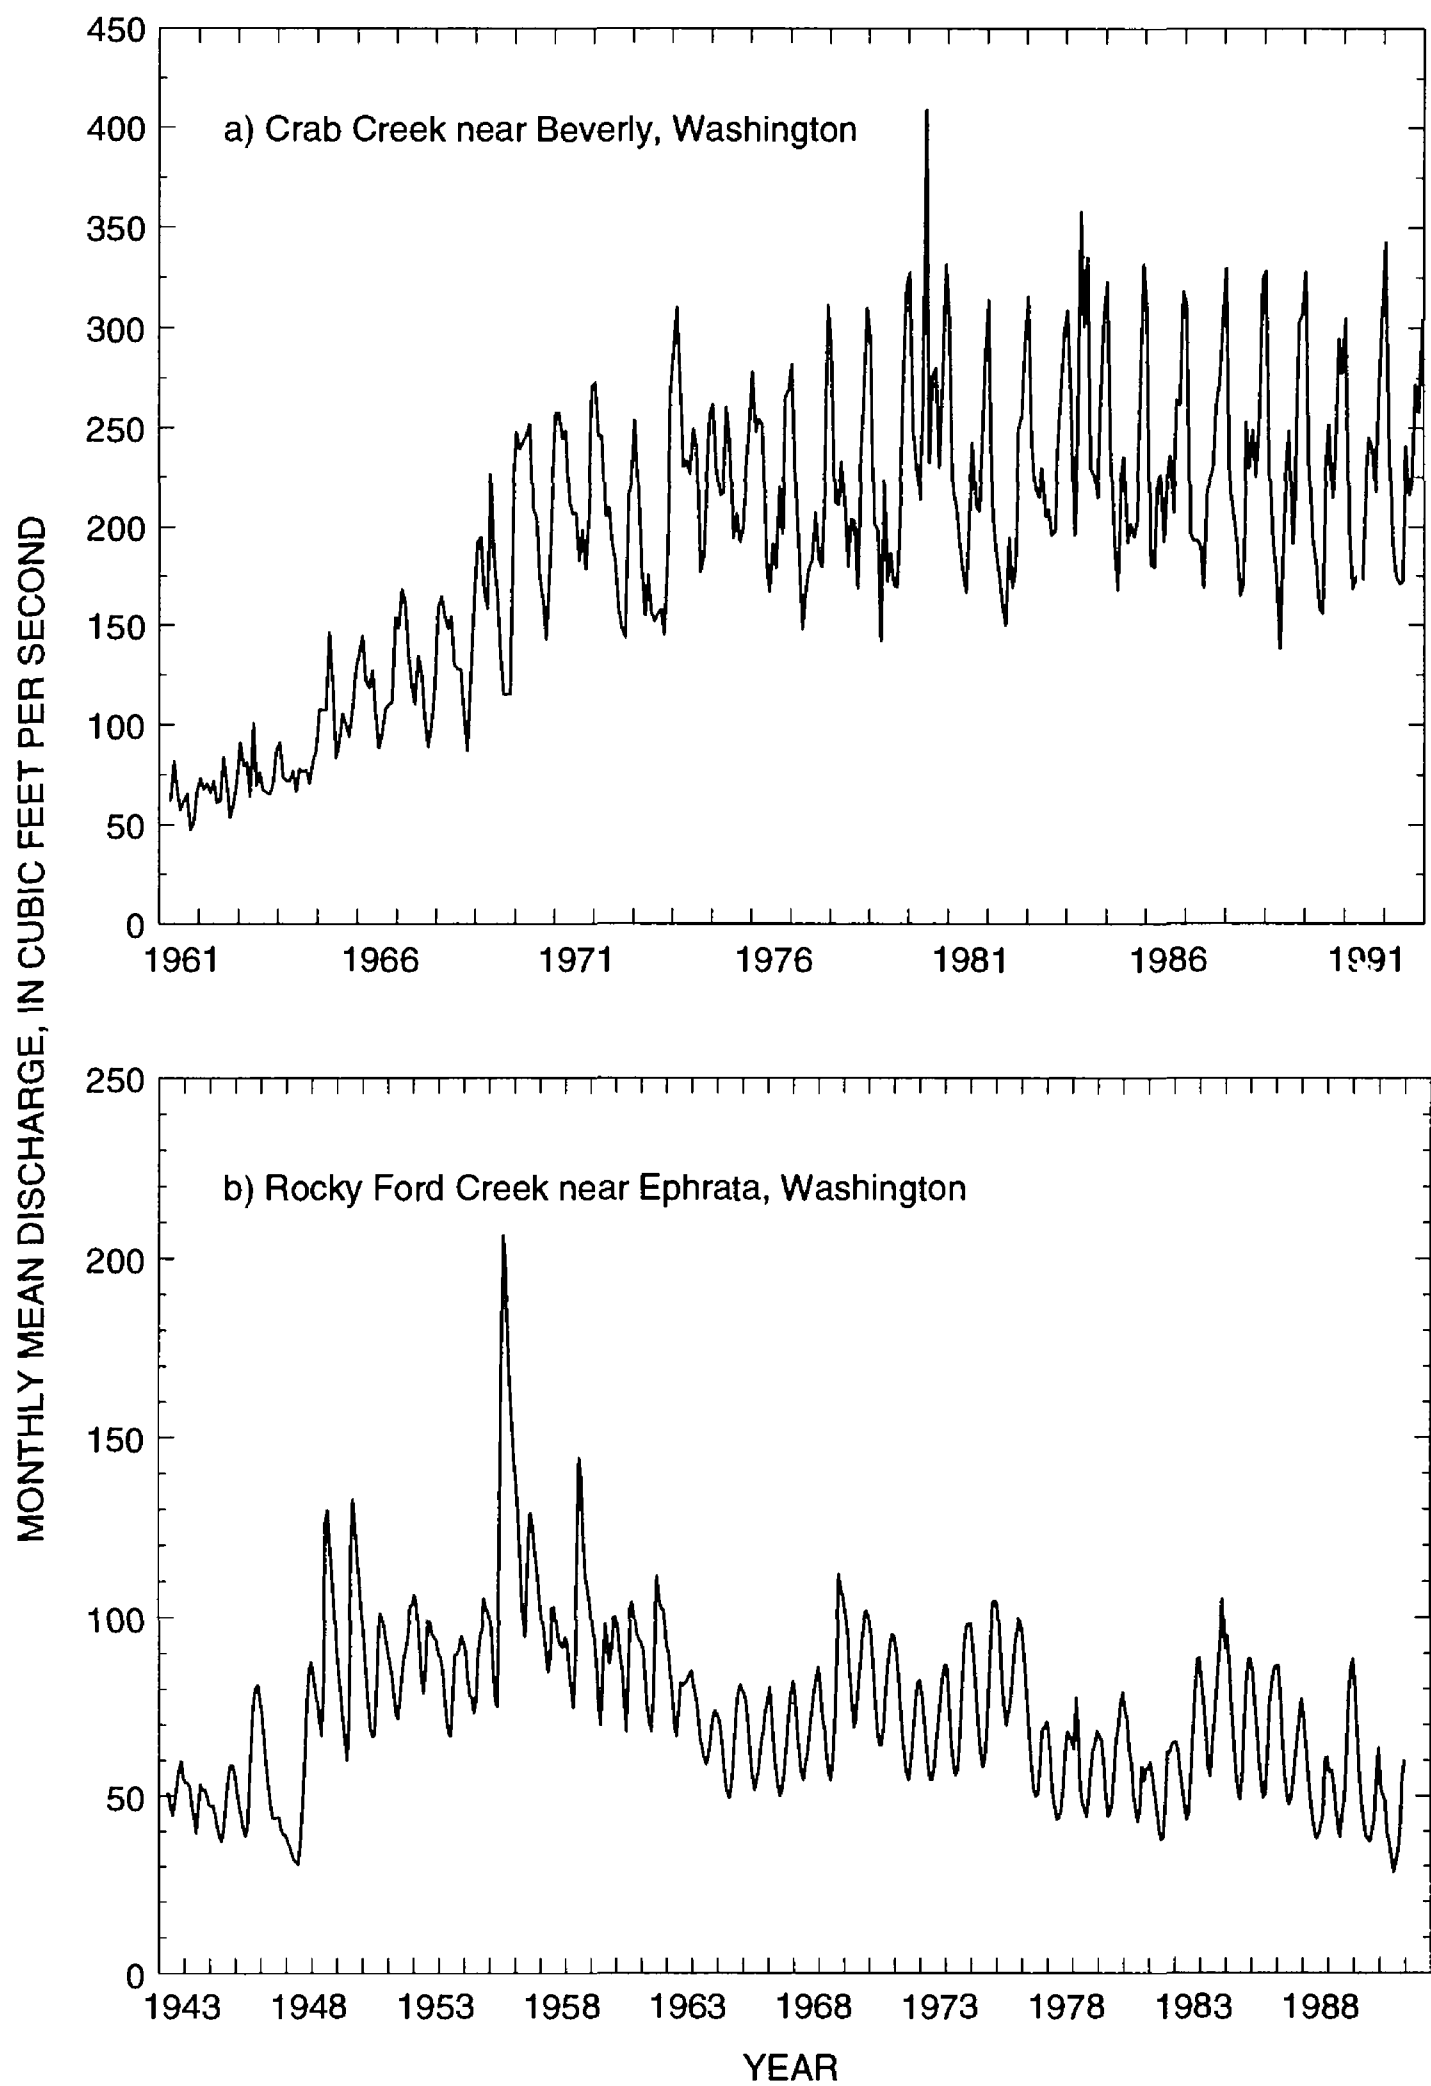 MONTHLY MEAN DISCHARGE, IN CUBIC FEET PER SECOND
450
400
350
300
250
200
150
100
50
0
a) Crab Creek near Beverly, Washington
1961 1966 1971 1976 1981 1986 1991
250
200
150
100
50
0
b) Rocky Ford Creek near Ephrata, Washington
1943 1948 1953 1958 1963 1968 1973 1978 1983 1988
YEAR